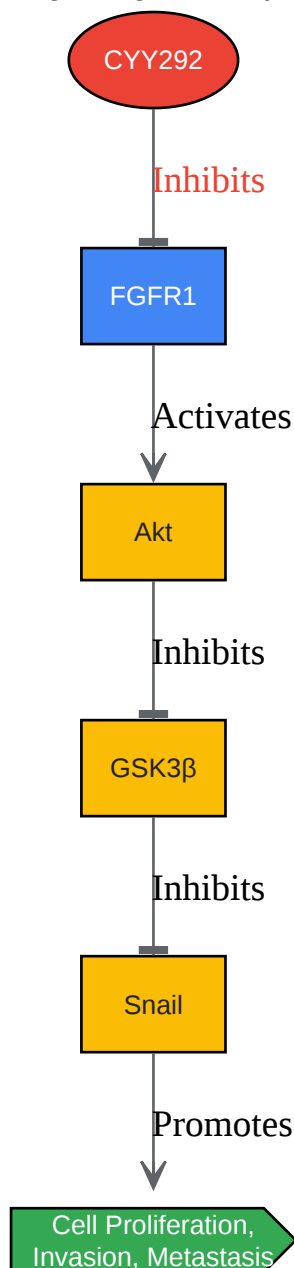 CYY292
Inhibits
FGFR1
Activates
Akt
Inhibits
GSK3β
Inhibits
Snail
Promotes
Cell Proliferation,
Invasion, Metastasis